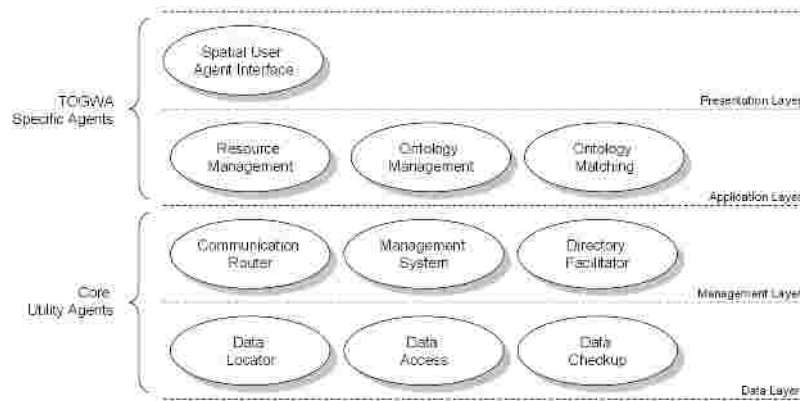 Spatial User
Agent Interface
TOGWA
Specific Agents
Presentation Layer
Resource
Management
Ontology
Management
Ontology
Matching
Application Layer
Communication
Router
Management
System
Directory
Facilitator
Core
Utility Agents
Management Layer
Data
Locator
Data
Access
Data
Checkup
Data Layer